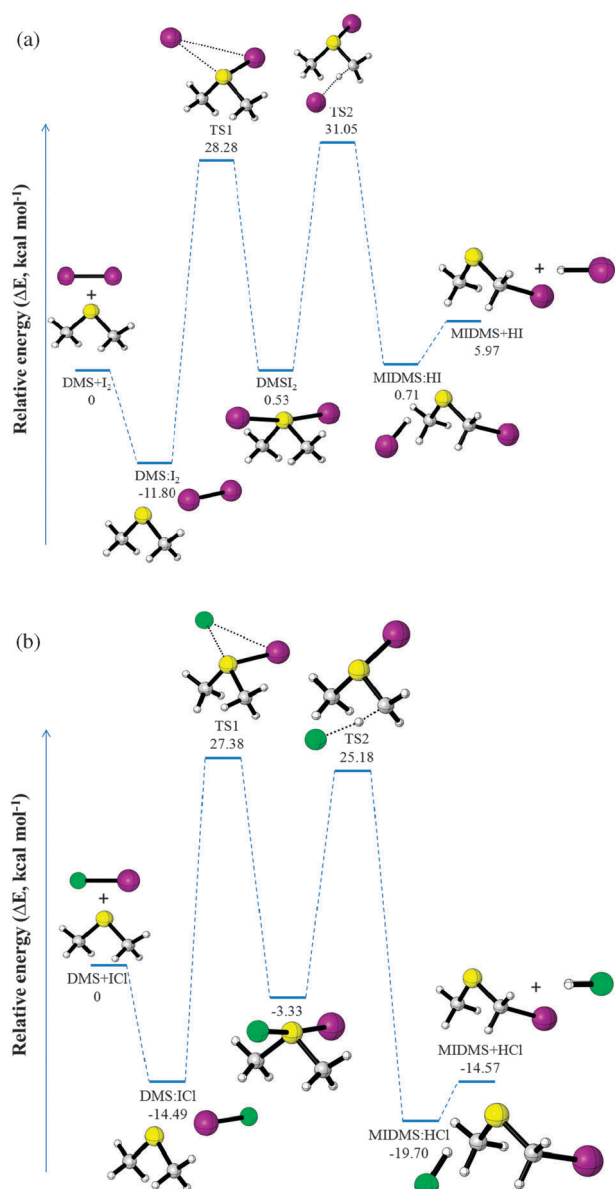 (a)
TS1
28.28
TS2
31.05
Relative energy (ΔE, kcal mol⁻¹)
+
DMS+I₂
0
DMS:I₂
-11.80
DMSI₂
0.53
MIDMS:HI
0.71
+
MIDMS+HI
5.97
(b)
TS1
27.38
TS2
25.18
Relative energy (ΔE, kcal mol⁻¹)
+
DMS+ICl
0
DMS:ICl
-14.49
-3.33
+
MIDMS+HCl
-14.57
MIDMS:HCl
-19.70